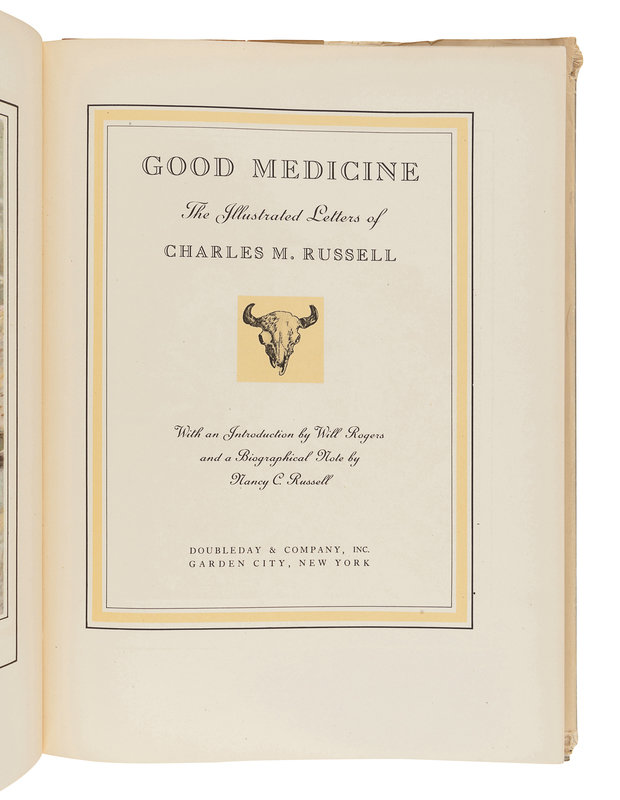 GOOD MEDICINE
The Illustrated Letters of
CHARLES M. RUSSELL
With an Introduction by Will Rogers
and a Biographical Note by
Nancy C. Russell
DOUBLEDAY & COMPANY, INC.
GARDEN CITY, NEW YORK